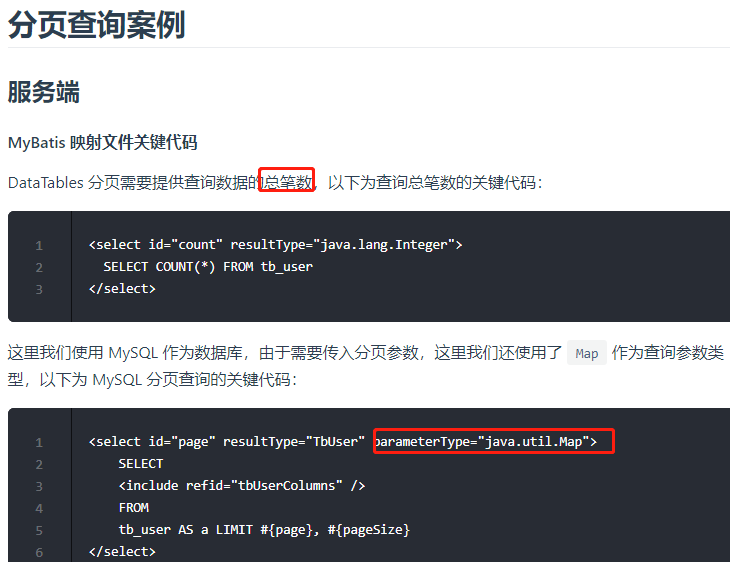 分页查询案例
服务端
MyBatis 映射文件关键代码
DataTables 分页需要提供查询数据的总笔数，以下为查询总笔数的关键代码：
1 <select id="count" resultType="java.lang.Integer">
2 SELECT COUNT(*) FROM tb_user
3 </select>
这里我们使用 MySQL 作为数据库，由于需要传入分页参数，这里我们还使用了 Map 作为查询参数类
型，以下为 MySQL 分页查询的关键代码：
1 <select id="page" resultType="TbUser" parameterType="java.util.Map">
2 SELECT
3 <include refid="tbUserColumns" />
4 FROM
5 tb_user AS a LIMIT #{page}, #{pageSize}
6 </select>